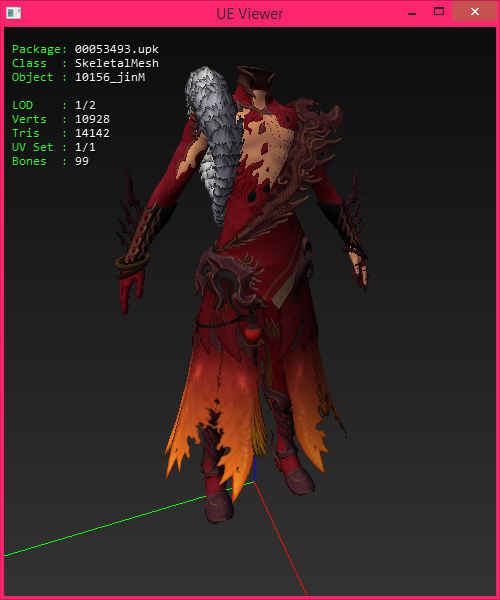 UE Viewer
Package: 00053493.upk
Class : SkeletalMesh
Object : 10156_jinM
LOD : 1/2
Verts : 10928
Tris : 14142
UV Set : 1/1
Bones : 99